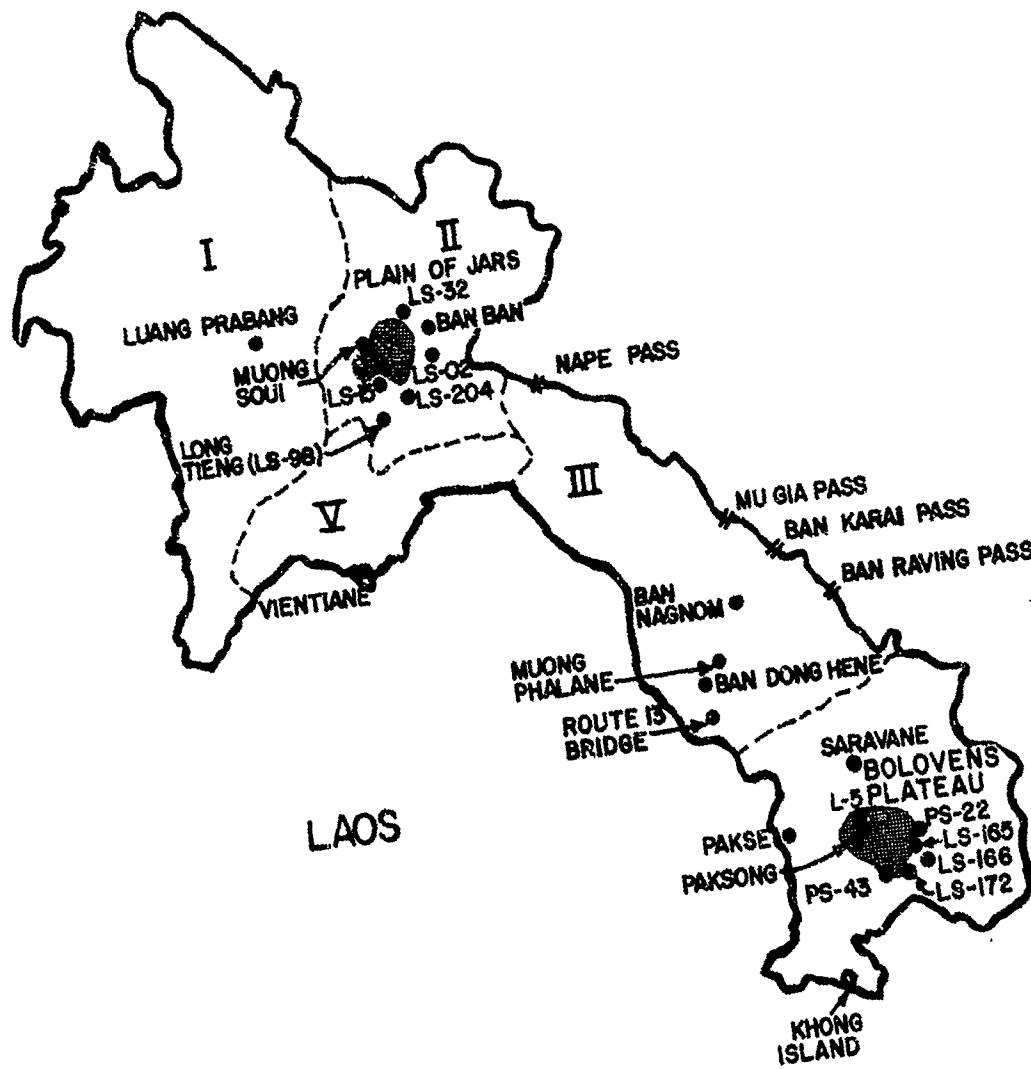 I
II
PLAIN OF JARS
LS-32
LUANG PRABANG
BAN BAN
MUONG
SOUI
LS-02
LS-15
LS-204
NAPE PASS
LONG
TIENG (LS-98)
III
V
MU GIA PASS
BAN KARAI PASS
BAN RAVING PASS
VIENTIANE
BAN
NAGNOM
MUONG
PHALANE
BAN DONG HENE
ROUTE 13
BRIDGE
SARAVANE
BOLOVENS
PLATEAU
L-5
LAOS
PS-22
LS-165
PAKSE
LS-166
PAKSONG
PS-43
LS-172
KHONG
ISLAND